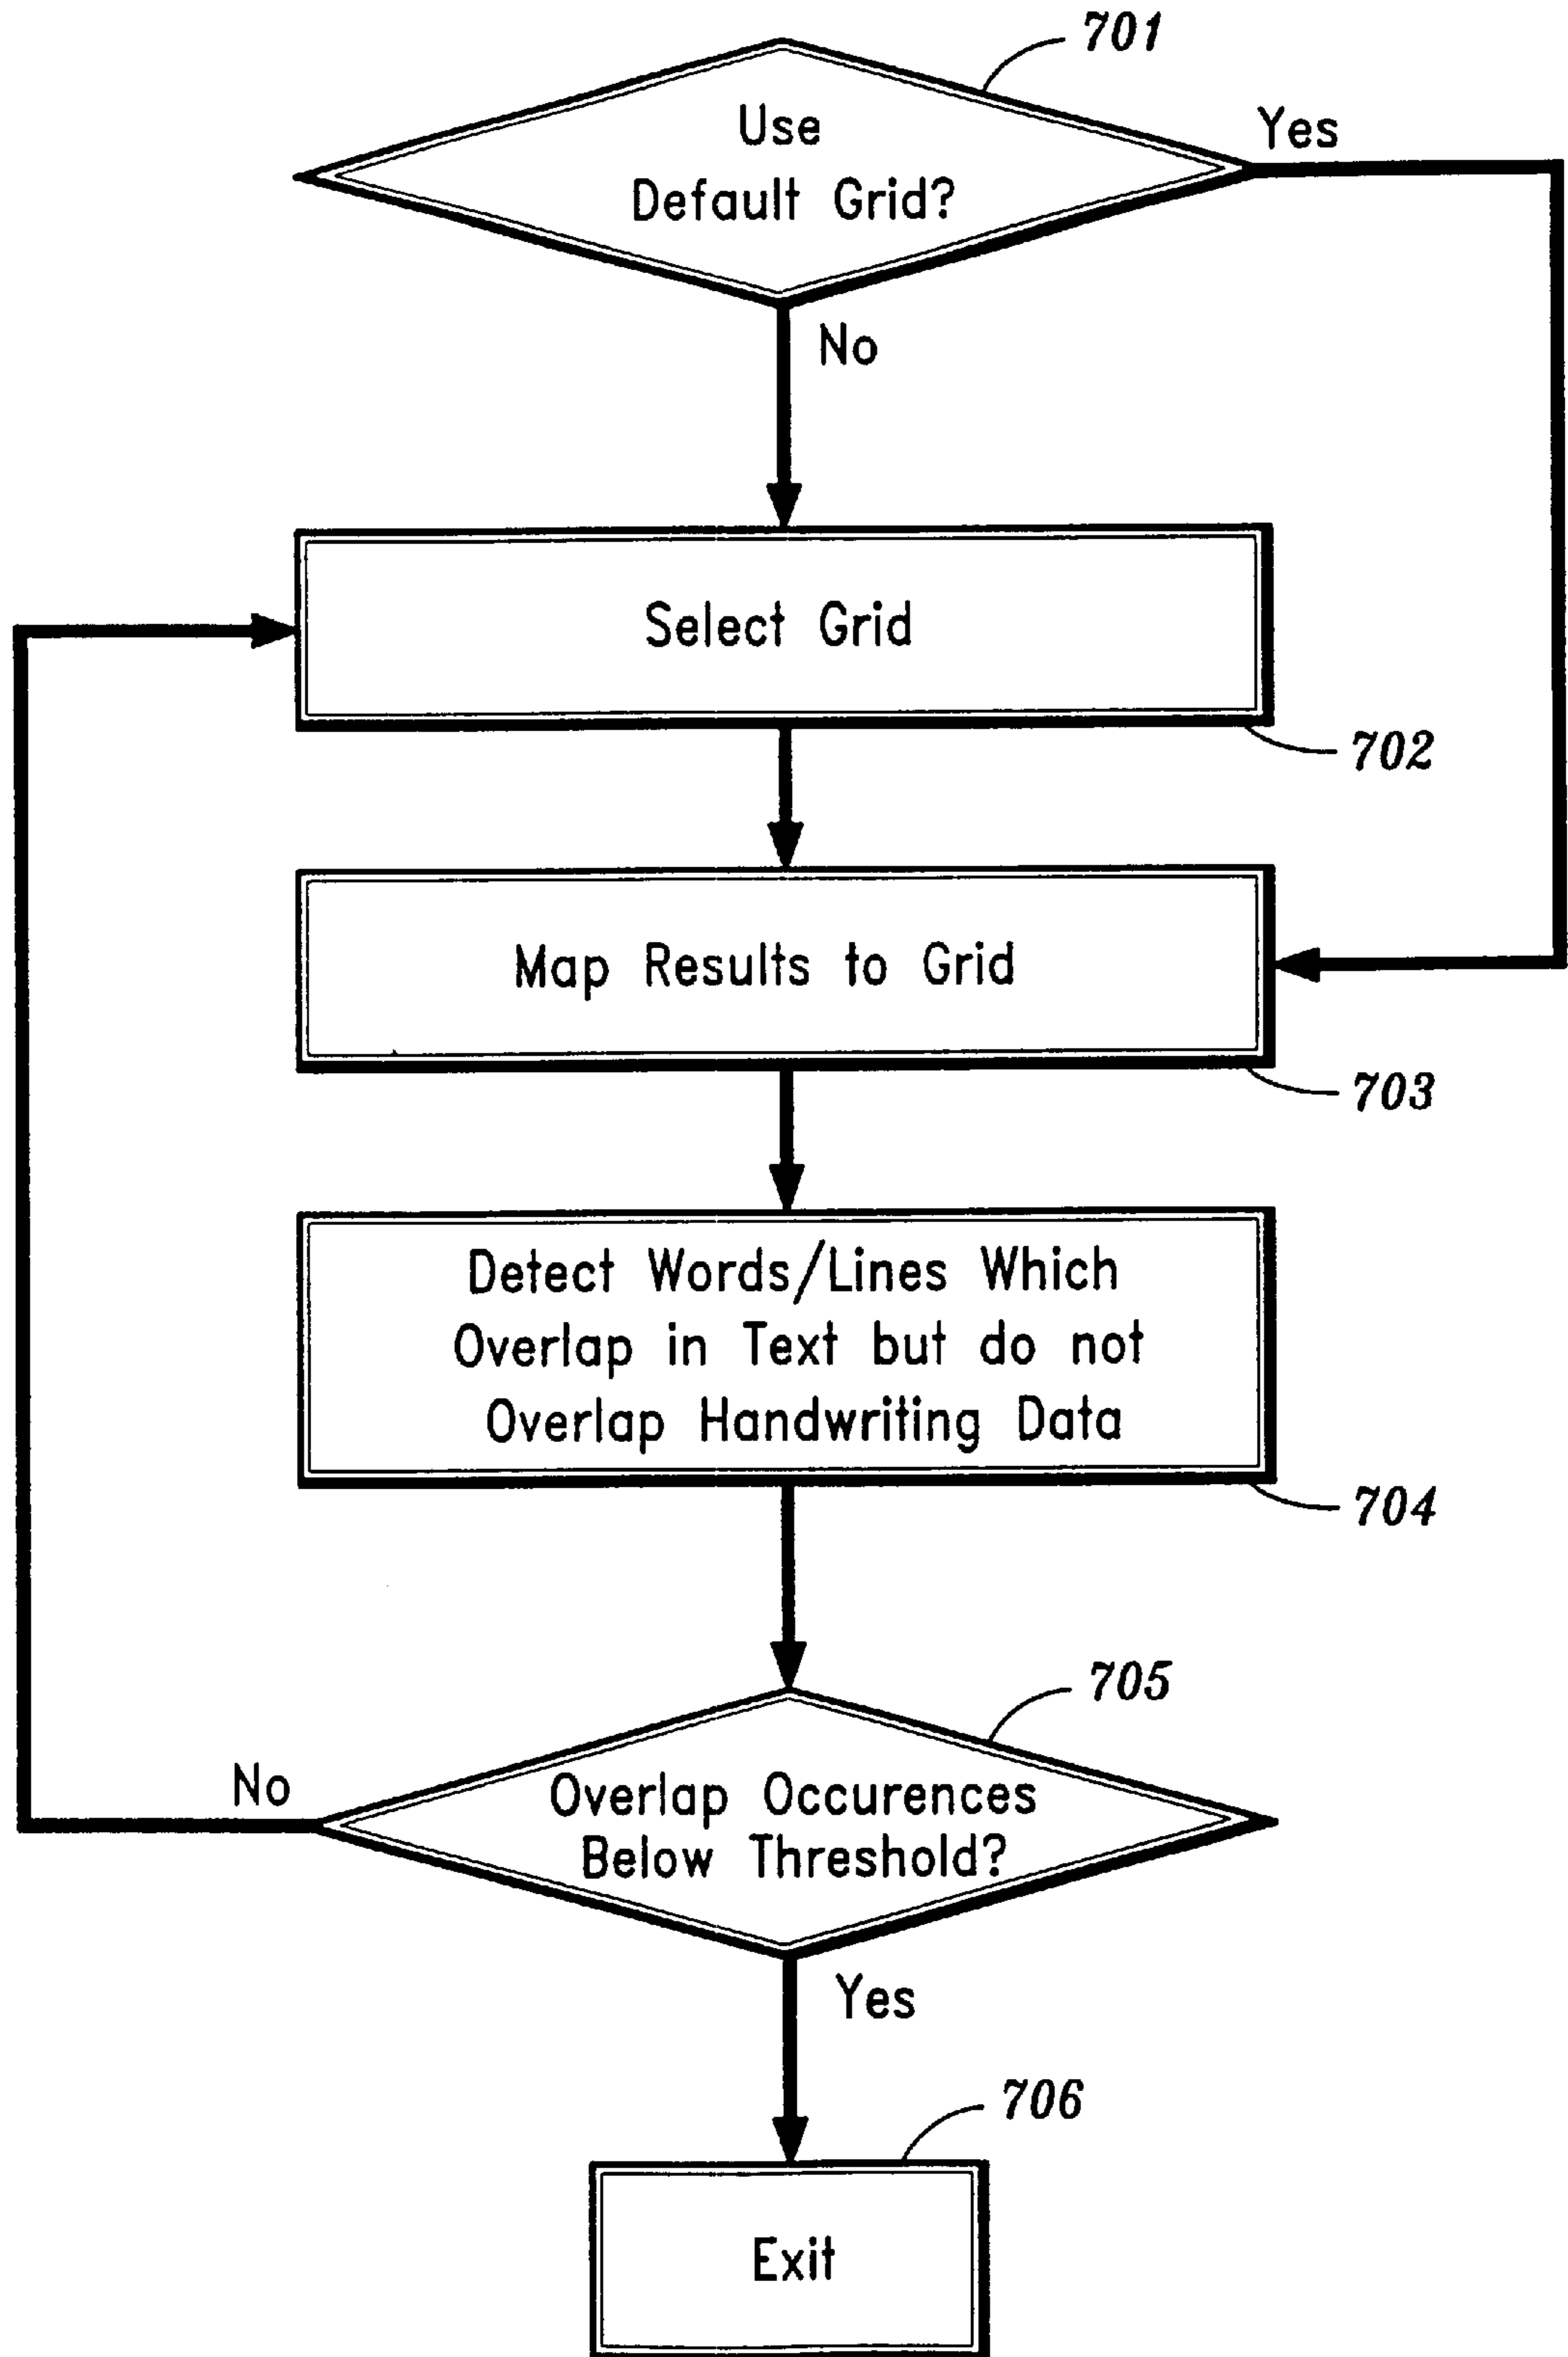 701
Use
Default Grid?
Yes
No
Select Grid
702
Map Results to Grid
703
Detect Words/Lines Which
Overlap in Text but do not
Overlap Handwriting Data
704
705
No
Overlap Occurences
Below Threshold?
Yes
706
Exit